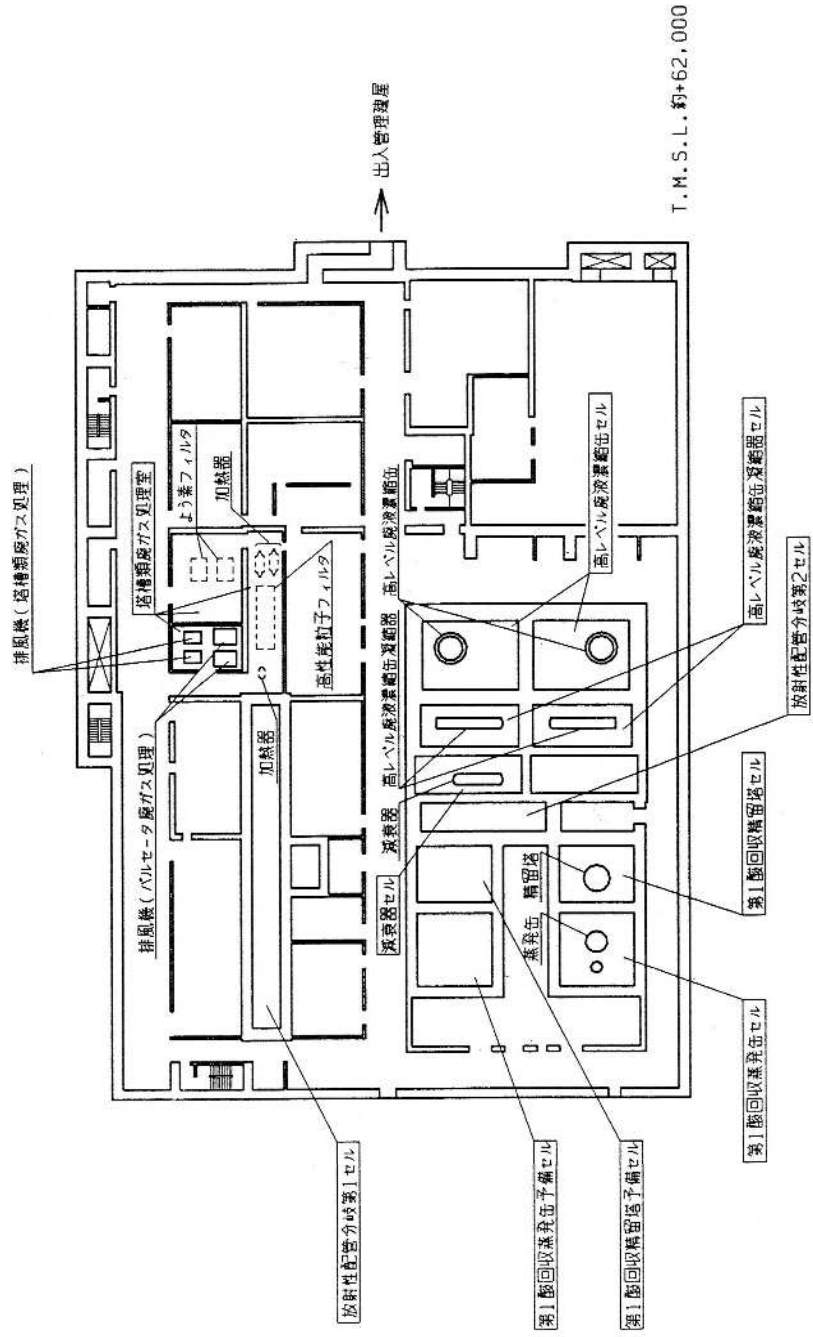 排風機(塔槽類廃ガス処理)
塔槽類廃ガス処理室
よう素フィルタ
加熱器
出入管理建屋
排風機(パルセータ廃ガス処理)
加熱器
高性能粒子フィルタ
T.M.S.L.約+62,000
高レベル廃液濃縮缶
高レベル廃液濃縮缶セル
高レベル廃液濃縮缶凝縮器
高レベル廃液濃縮缶凝縮器セル
減衰器
減衰器セル
放射性配管分岐第2セル
精留塔
蒸発缶
第1酸回収精留塔セル
第1酸回収蒸発缶セル
放射性配管分岐第1セル
第1酸回収蒸発缶予備セル
第1酸回収精留塔予備セル